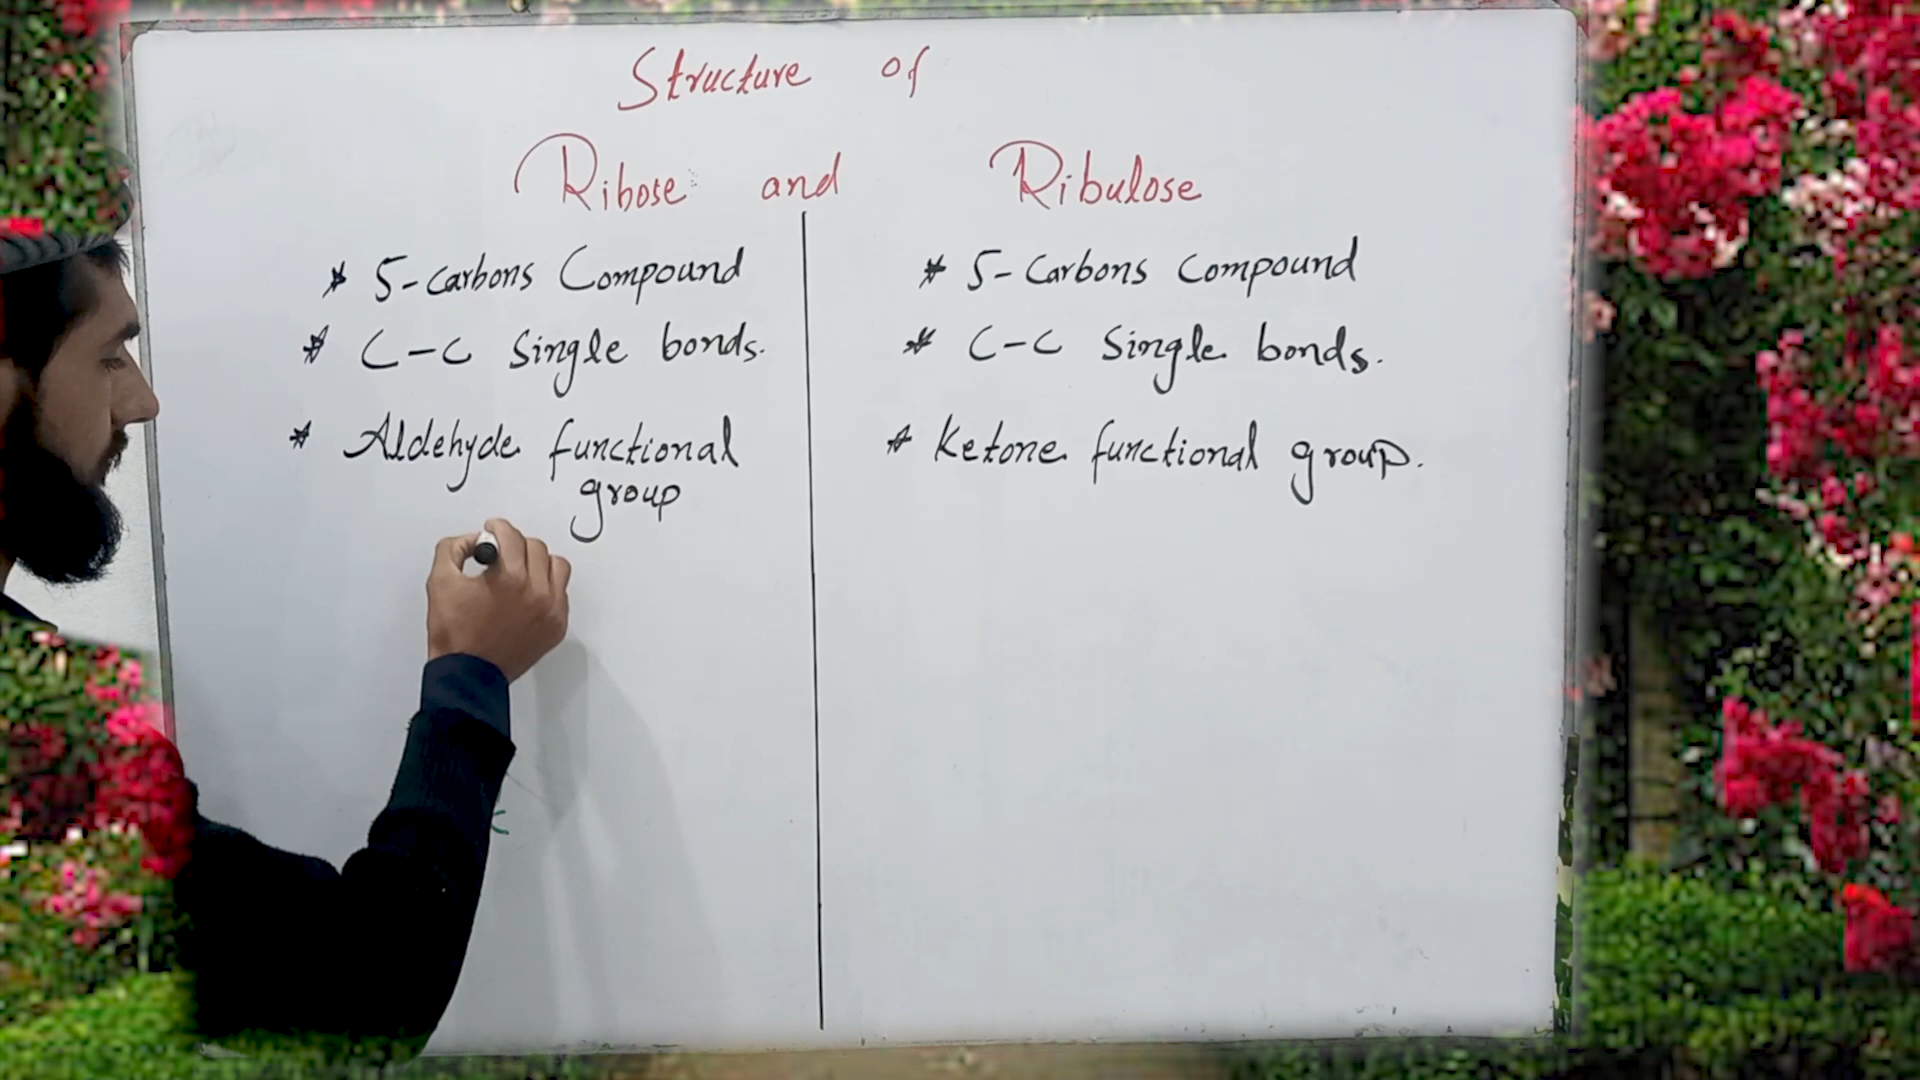 Structure of
Ribose and Ribulose
* 5-Carbons Compound
* C-C Single bonds.
* Aldehyde functional
group
* 5-Carbons Compound
* C-C Single bonds.
* Ketone functional group.